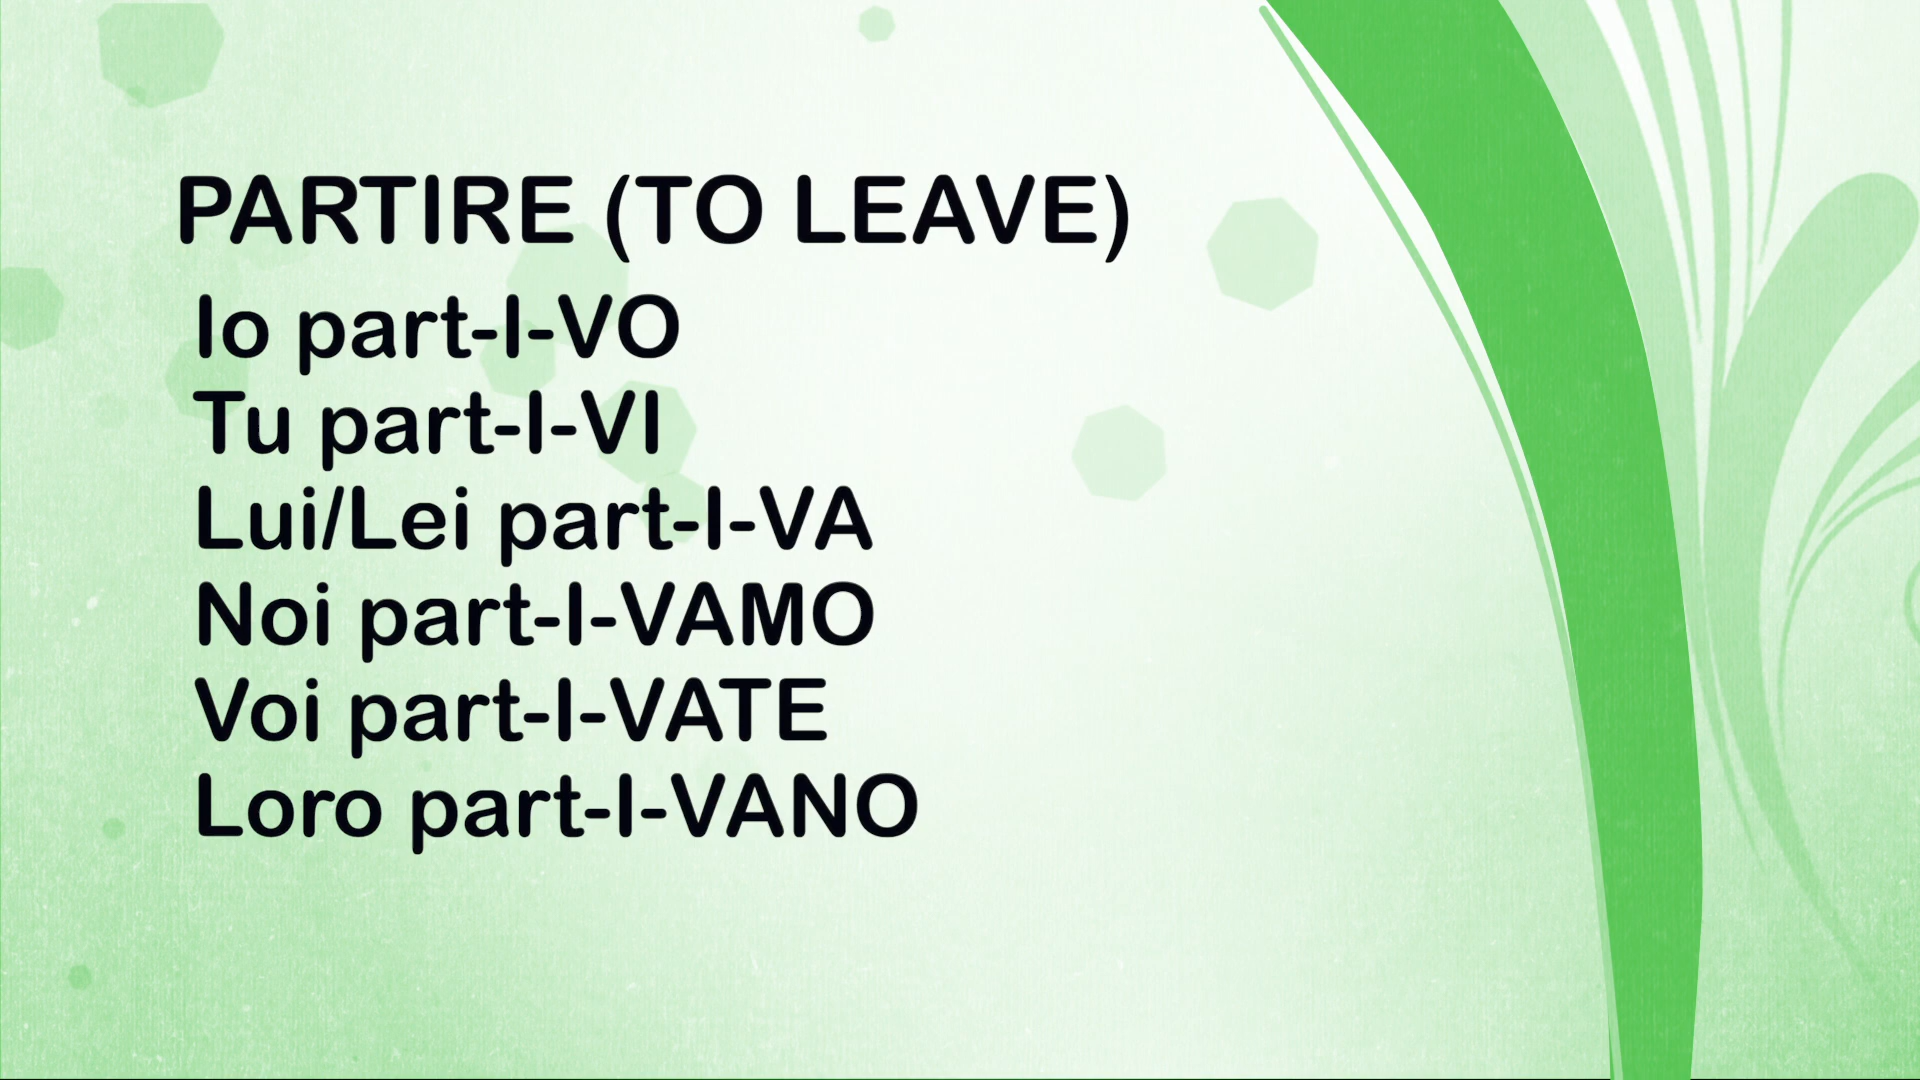 PARTIRE (TO LEAVE)
Io part-I-VO
Tu part-I-VI
Lui/Lei part-I-VA
Noi part-I-VAMO
Voi part-I-VATE
Loro part-I-VANO